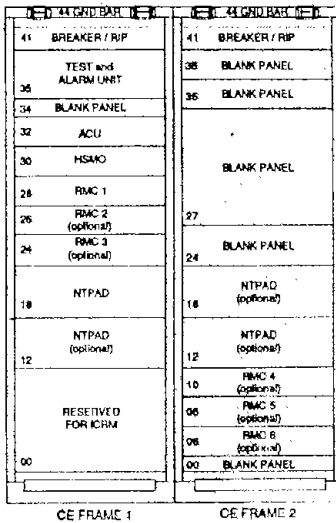 44 GND BAR
41 BREAKER / RIP
TEST and
ALARM UNIT
35
34 BLANK PANEL
32 ACU
30 HSMO
28 RMC 1
26 RMC 2
(optional)
24 RMC 3
(optional)
18 NTPAD
NTPAD
12 (optional)
RESERVED
FOR ICRM
00
CE FRAME 1
44 GND BAR
41 BREAKER / RIP
38 BLANK PANEL
BLANK PANEL
BLANK PANEL
27
BLANK PANEL
24
NTPAD
18 (optional)
NTPAD
12 (optional)
10 RMC 4
(optional)
RMC 5
(optional)
RMC 6
(optional)
00 BLANK PANEL
CE FRAME 2